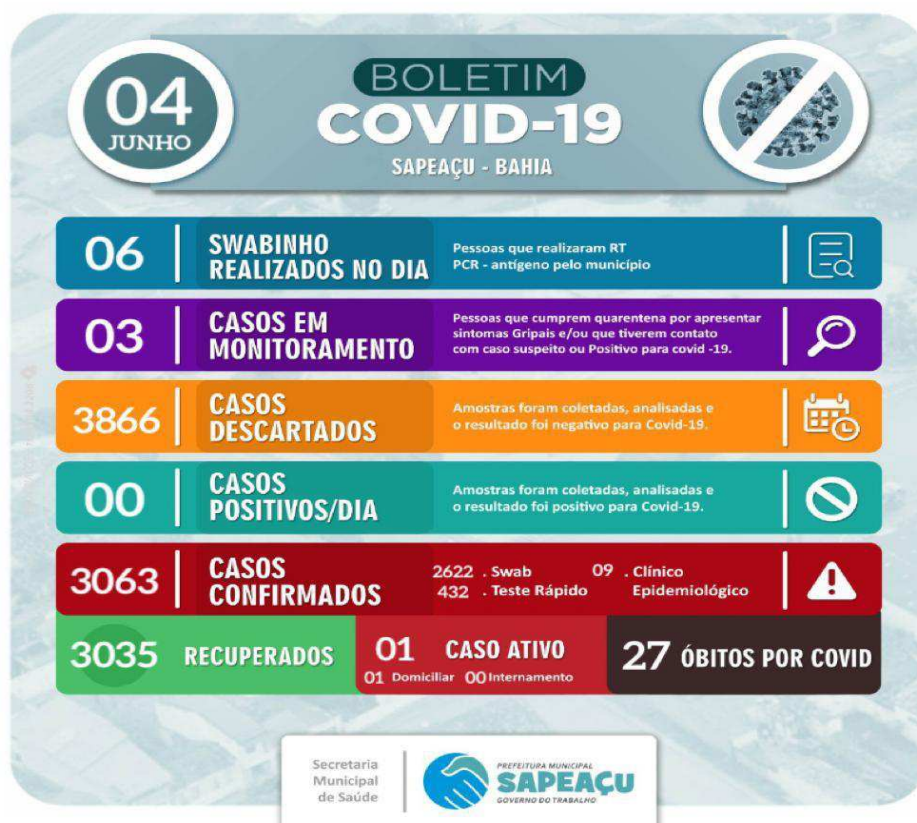 04
JUNHO
BOLETIM
COVID-19
SAPEAÇU - BAHIA
06
SWABINHO
REALIZADOS NO DIA
Pessoas que realizaram RT
PCR - antígeno pelo município
03
CASOS EM
MONITORAMENTO
Pessoas que cumprem quarentena por apresentar
sintomas Gripais e/ou que tiverem contato
com caso suspeito ou Positivo para covid -19.
3866
CASOS
DESCARTADOS
Amostras foram coletadas, analisadas e
o resultado foi negativo para Covid-19.
00
CASOS
POSITIVOS/DIA
Amostras foram coletadas, analisadas e
o resultado foi positivo para Covid-19.
3063
CASOS
CONFIRMADOS
2622 . Swab
432 . Teste Rápido
09 . Clínico
Epidemiológico
3035 RECUPERADOS
01 CASO ATIVO
01 Domiciliar 00 Internamento
27 ÓBITOS POR COVID
Secretaria
Municipal
de Saúde
PREFEITURA MUNICIPAL
SAPEAÇU
GOVERNO DO TRABALHO